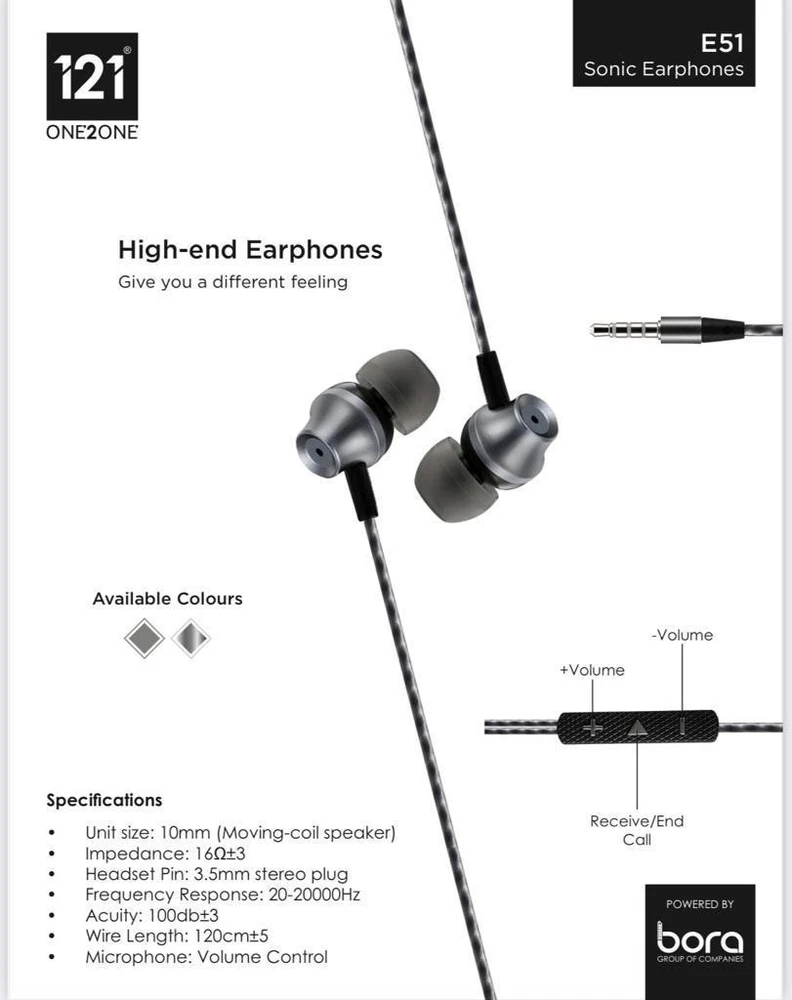 121®
ONE2ONE
E51
Sonic Earphones
High-end Earphones
Give you a different feeling
Available Colours
-Volume
+Volume
Receive/End
Call
Specifications
• Unit size: 10mm (Moving-coil speaker)
• Impedance: 16Ω±3
• Headset Pin: 3.5mm stereo plug
• Frequency Response: 20-20000Hz
• Acuity: 100db±3
• Wire Length: 120cm±5
• Microphone: Volume Control
POWERED BY
bora
GROUP OF COMPANIES